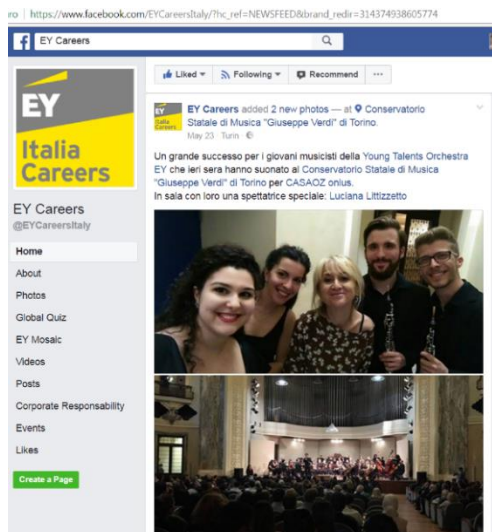 ro | https://www.facebook.com/EYCareersItaly/?hc_ref=NEWSFEED&brand_redir=314374938605774
EY Careers
EY
Italia
Careers
EY Careers
@EYCareersItaly
Home
About
Photos
Global Quiz
EY Mosaic
Videos
Posts
Corporate Responsability
Events
Likes
Create a Page
Liked
Following
Recommend
EY
Italia
Careers
EY Careers added 2 new photos — at Conservatorio
Statale di Musica "Giuseppe Verdi" di Torino.
May 23 · Turin ·
Un grande successo per i giovani musicisti della Young Talents Orchestra
EY che ieri sera hanno suonato al Conservatorio Statale di Musica
"Giuseppe Verdi" di Torino per CASAOZ onlus.
In sala con loro una spettatrice speciale: Luciana Littizzetto